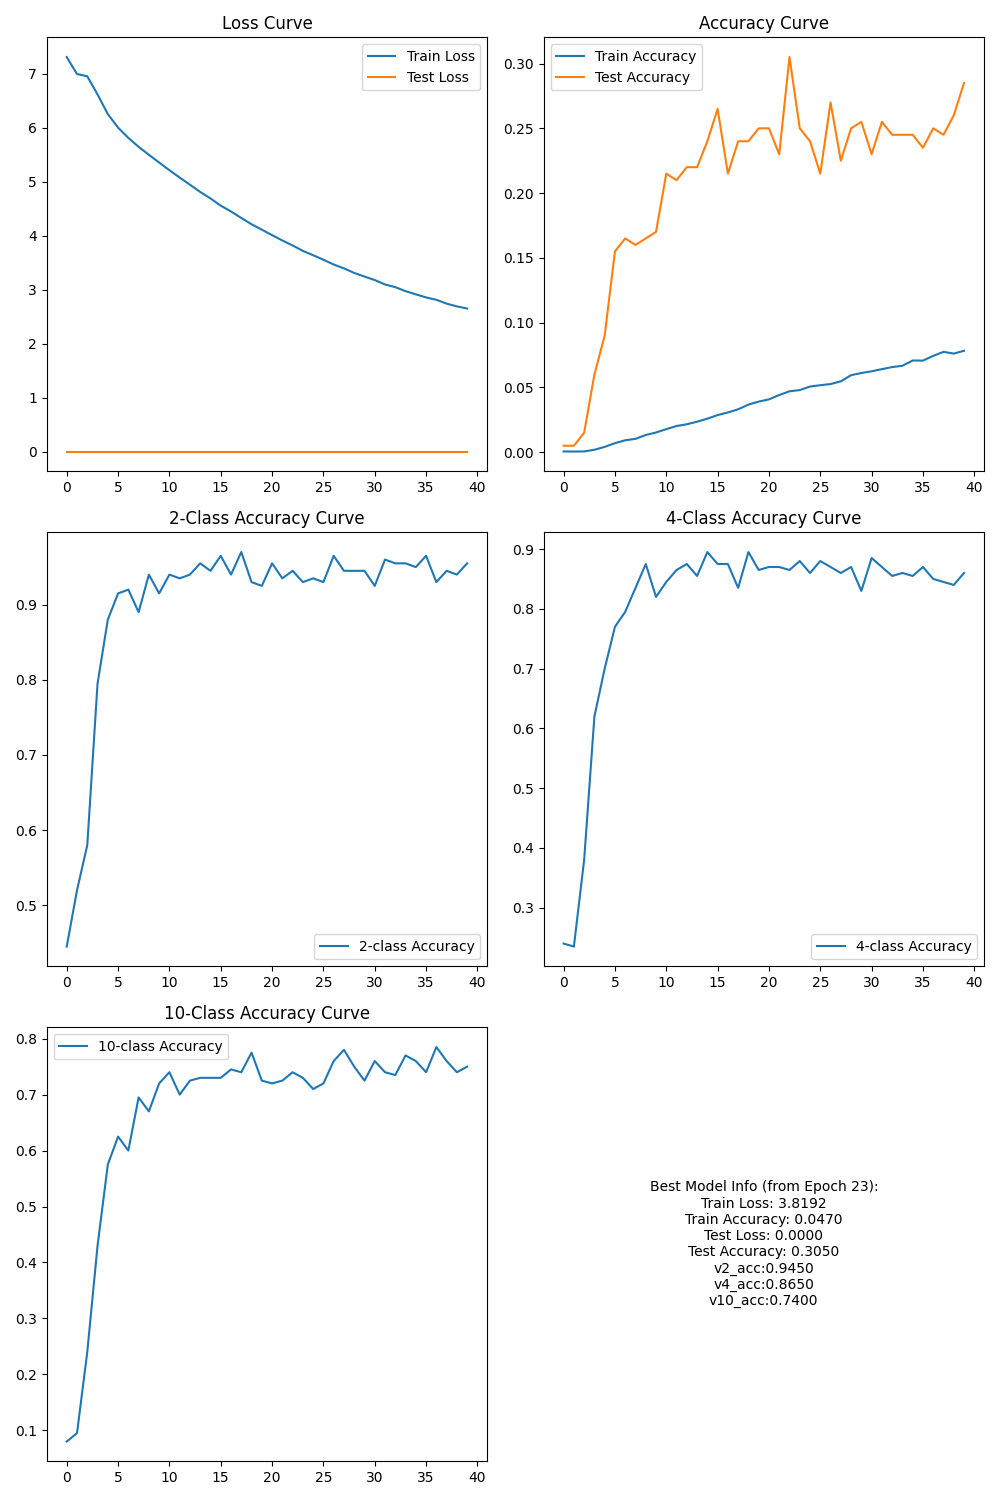 Loss Curve
Train Loss
Test Loss
7
6
5
4
3
2
1
0
0 5 10 15 20 25 30 35 40
Accuracy Curve
Train Accuracy
Test Accuracy
0.30
0.25
0.20
0.15
0.10
0.05
0.00
0 5 10 15 20 25 30 35 40
2-Class Accuracy Curve
0.9
0.8
0.7
0.6
0.5
2-class Accuracy
0 5 10 15 20 25 30 35 40
4-Class Accuracy Curve
0.9
0.8
0.7
0.6
0.5
0.4
0.3
4-class Accuracy
0 5 10 15 20 25 30 35 40
10-Class Accuracy Curve
10-class Accuracy
0.8
0.7
0.6
0.5
0.4
0.3
0.2
0.1
0 5 10 15 20 25 30 35 40
Best Model Info (from Epoch 23):
Train Loss: 3.8192
Train Accuracy: 0.0470
Test Loss: 0.0000
Test Accuracy: 0.3050
v2_acc:0.9450
v4_acc:0.8650
v10_acc:0.7400